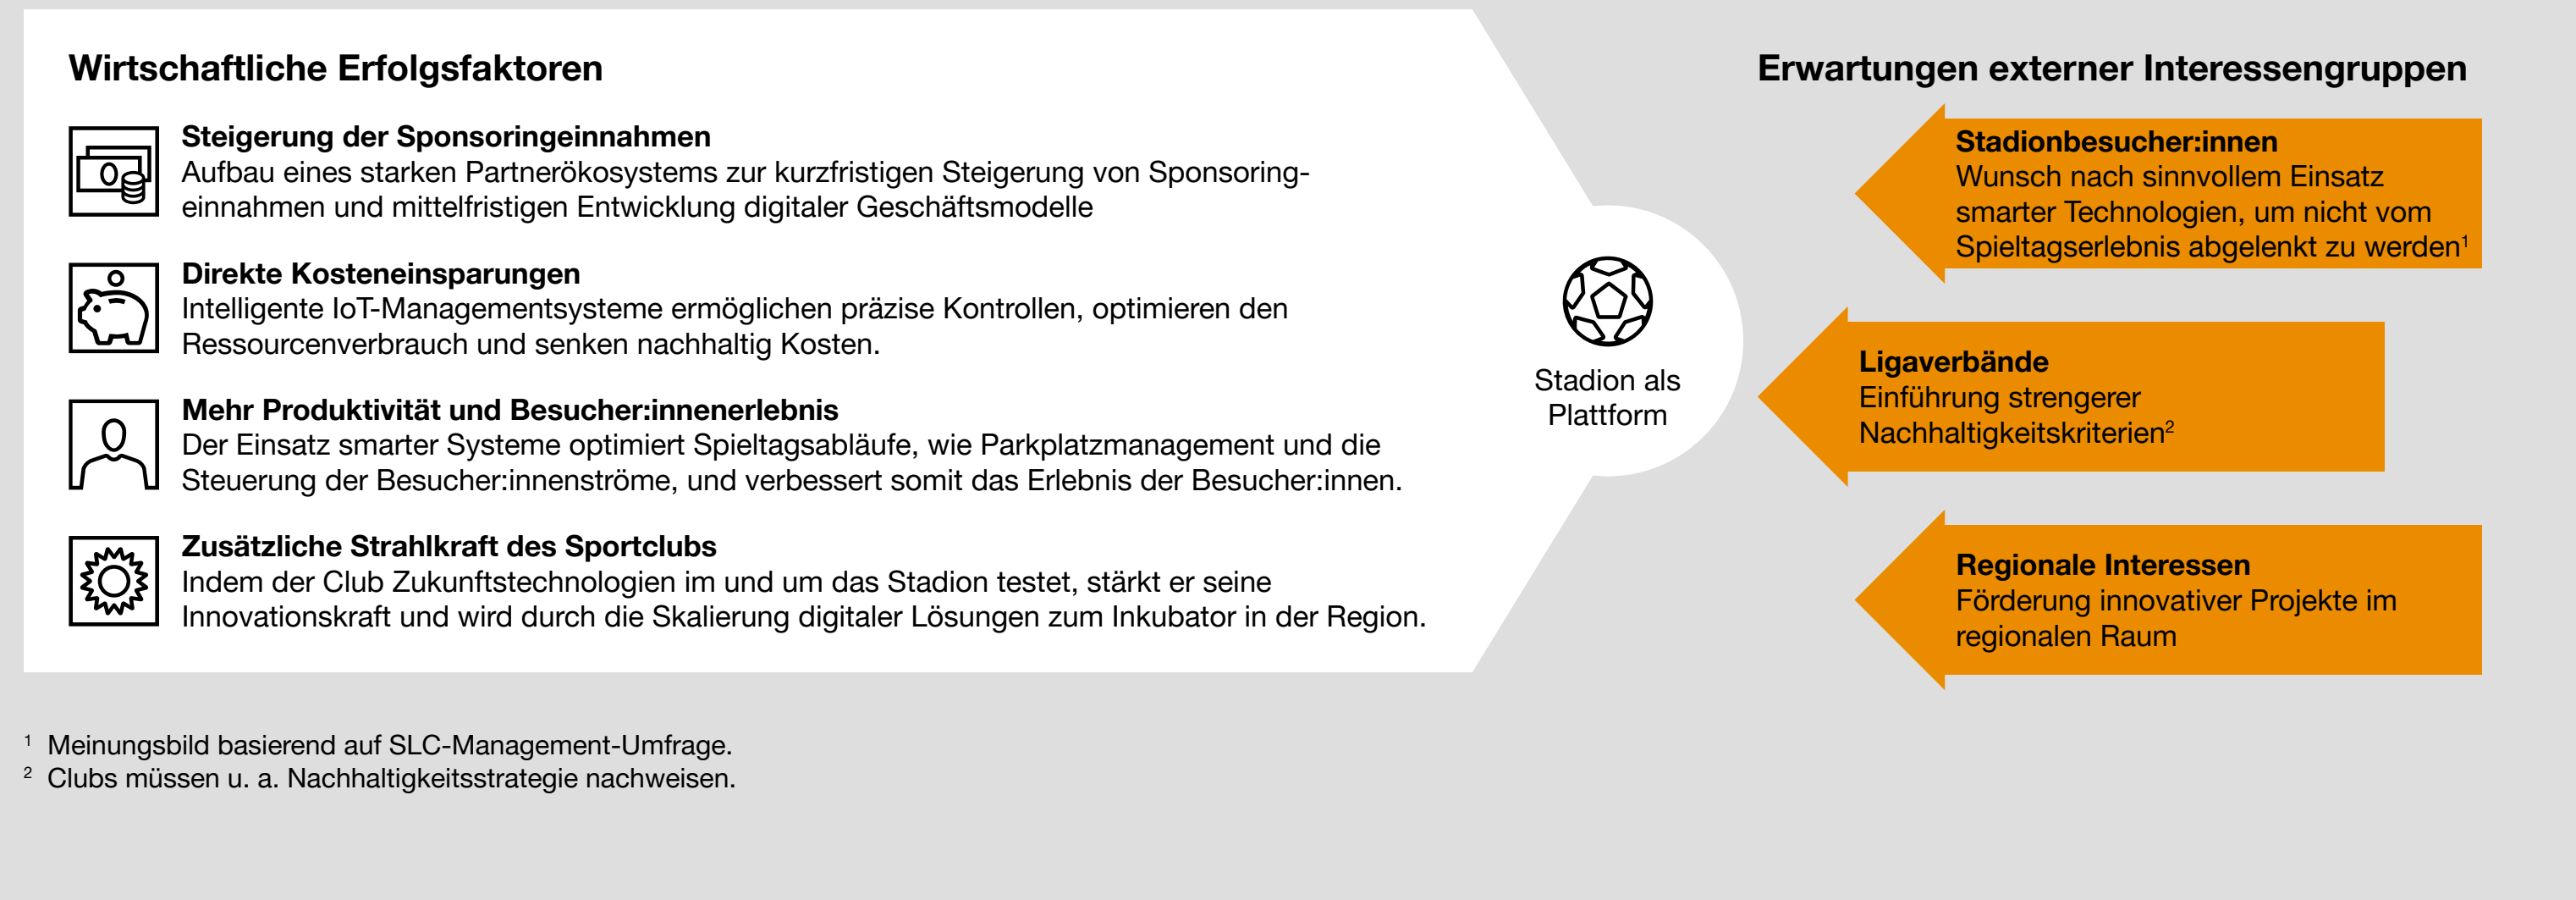 Wirtschaftliche Erfolgsfaktoren
Steigerung der Sponsoringeinnahmen
Aufbau eines starken Partnerökosystems zur kurzfristigen Steigerung von Sponsoring-
einnahmen und mittelfristigen Entwicklung digitaler Geschäftsmodelle
Direkte Kosteneinsparungen
Intelligente IoT-Managementsysteme ermöglichen präzise Kontrollen, optimieren den
Ressourcenverbrauch und senken nachhaltig Kosten.
Mehr Produktivität und Besucher:innenerlebnis
Der Einsatz smarter Systeme optimiert Spieltagsabläufe, wie Parkplatzmanagement und die
Steuerung der Besucher:innenströme, und verbessert somit das Erlebnis der Besucher:innen.
Zusätzliche Strahlkraft des Sportclubs
Indem der Club Zukunftstechnologien im und um das Stadion testet, stärkt er seine
Innovationskraft und wird durch die Skalierung digitaler Lösungen zum Inkubator in der Region.
Stadion als
Plattform
Erwartungen externer Interessengruppen
Stadionbesucher:innen
Wunsch nach sinnvollem Einsatz
smarter Technologien, um nicht vom
Spieltagserlebnis abgelenkt zu werden¹
Ligaverbände
Einführung strengerer
Nachhaltigkeitskriterien²
Regionale Interessen
Förderung innovativer Projekte im
regionalen Raum
¹ Meinungsbild basierend auf SLC-Management-Umfrage.
² Clubs müssen u. a. Nachhaltigkeitsstrategie nachweisen.